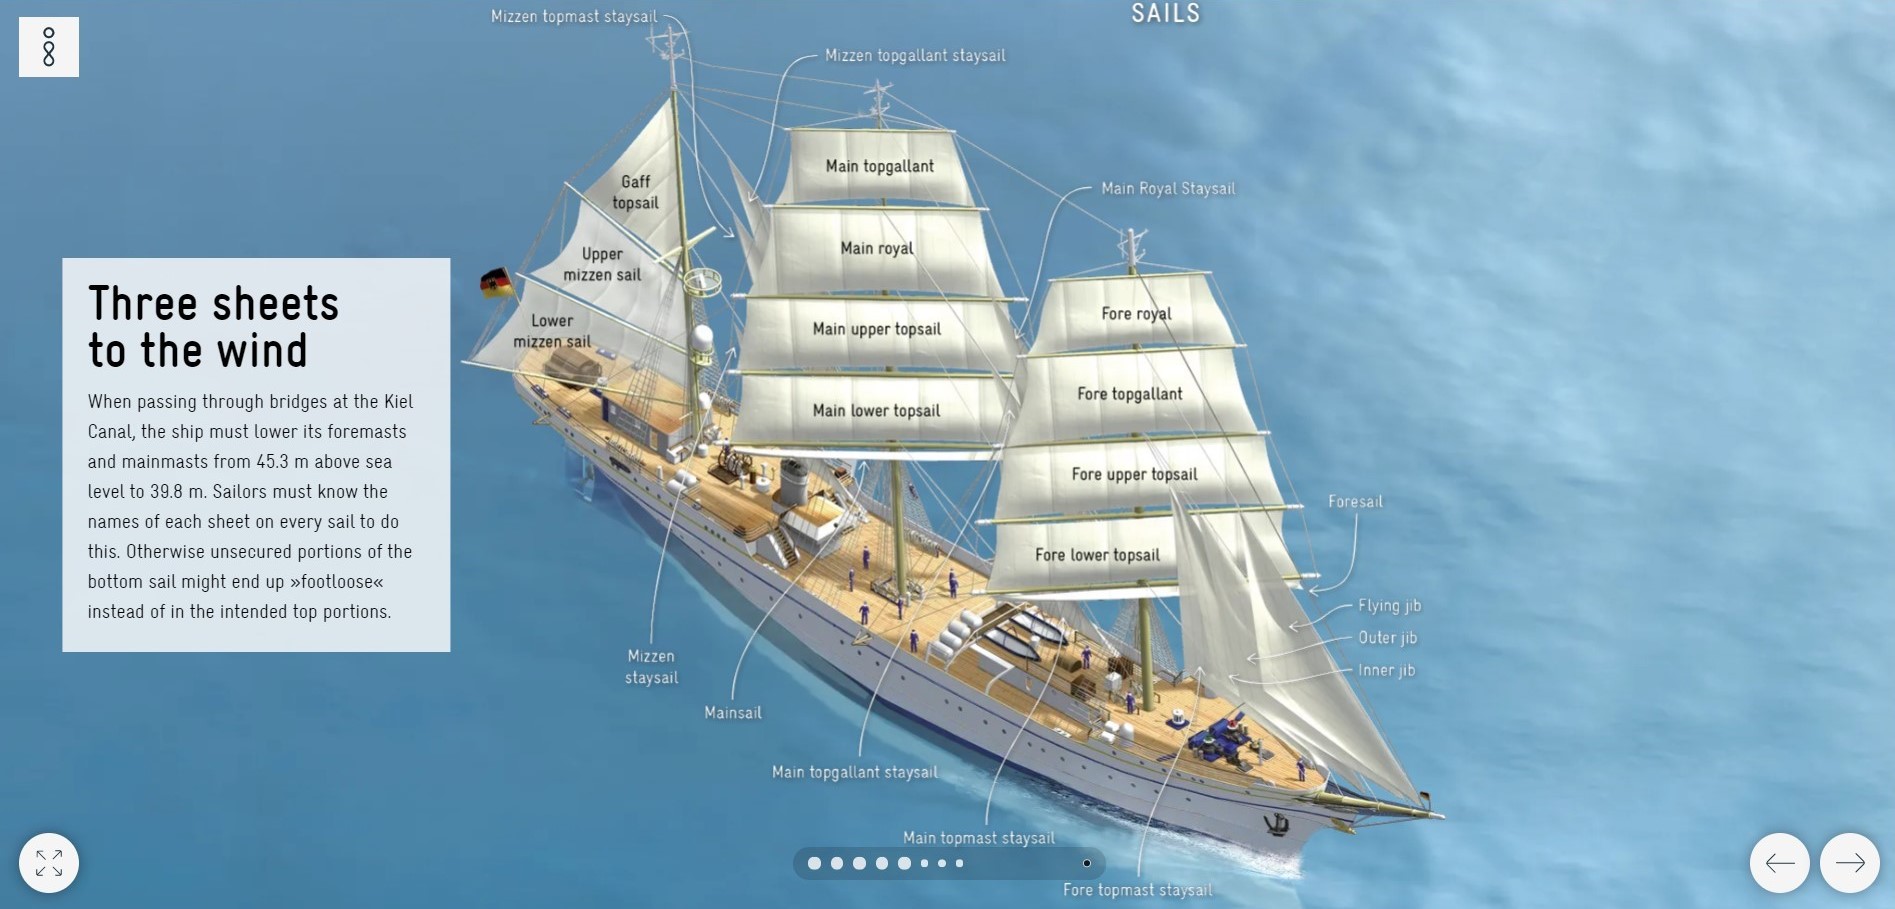 SAILS
Mizzen topmast staysail
Mizzen topgallant staysail
Main topgallant
Gaff
topsail
Main Royal Staysail
Main royal
Upper
mizzen sail
Three sheets
to the wind
When passing through bridges at the Kiel
Canal, the ship must lower its foremasts
and mainmasts from 45.3 m above sea
level to 39.8 m. Sailors must know the
names of each sheet on every sail to do
this. Otherwise unsecured portions of the
bottom sail might end up »footloose«
instead of in the intended top portions.
Lower
mizzen sail
Main upper topsail
Fore royal
Main lower topsail
Fore topgallant
Fore upper topsail
Foresail
Fore lower topsail
Flying jib
Outer jib
Inner jib
Mizzen
staysail
Mainsail
Main topgallant staysail
Main topmast staysail
Fore topmast staysail